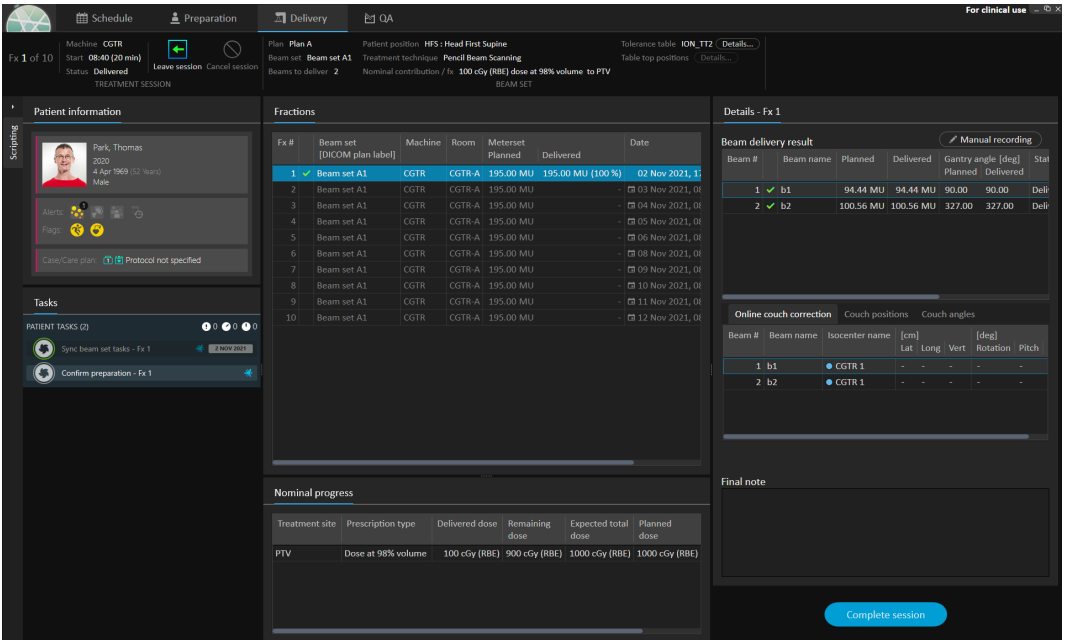 For clinical use
Schedule
Preparation
Delivery
QA
Fx 1 of 10
Machine CGTR
Start 08:40 (20 min)
Status Delivered
Leave session
Cancel session
TREATMENT SESSION
Plan Plan A
Beam set Beam set A1
Beams to deliver 2
Patient position HFS : Head First Supine
Treatment technique Pencil Beam Scanning
Nominal contribution / fx 100 cGy (RBE) dose at 98% volume to PTV
Tolerance table ION_TT2 Details...
Table top positions Details...
BEAM SET
Scripting
Patient information
Park, Thomas
2020
4 Apr 1969 (52 Years)
Male
Alerts: 1
Flags:
Case/Care plan: Protocol not specified
Tasks
PATIENT TASKS (2) 0 0 0
Sync beam set tasks - Fx 1 2 NOV 2021
Confirm preparation - Fx 1
Fractions
Fx # Beam set Machine Room Meterset Date
[DICOM plan label] Planned Delivered
1 Beam set A1 CGTR CGTR-A 195.00 MU 195.00 MU (100 %) 02 Nov 2021, 17
2 Beam set A1 CGTR CGTR-A 195.00 MU - 03 Nov 2021, 08
3 Beam set A1 CGTR CGTR-A 195.00 MU - 04 Nov 2021, 08
4 Beam set A1 CGTR CGTR-A 195.00 MU - 05 Nov 2021, 08
5 Beam set A1 CGTR CGTR-A 195.00 MU - 06 Nov 2021, 08
6 Beam set A1 CGTR CGTR-A 195.00 MU - 08 Nov 2021, 08
7 Beam set A1 CGTR CGTR-A 195.00 MU - 09 Nov 2021, 08
8 Beam set A1 CGTR CGTR-A 195.00 MU - 10 Nov 2021, 08
9 Beam set A1 CGTR CGTR-A 195.00 MU - 11 Nov 2021, 08
10 Beam set A1 CGTR CGTR-A 195.00 MU - 12 Nov 2021, 08
Nominal progress
Treatment site Prescription type Delivered dose Remaining Expected total Planned
dose dose dose
PTV Dose at 98% volume 100 cGy (RBE) 900 cGy (RBE) 1000 cGy (RBE) 1000 cGy (RBE)
Details - Fx 1
Beam delivery result
Manual recording
Beam # Beam name Planned Delivered Gantry angle [deg] Stat
Planned Delivered
1 b1 94.44 MU 94.44 MU 90.00 90.00 Deli
2 b2 100.56 MU 100.56 MU 327.00 327.00 Deli
Online couch correction Couch positions Couch angles
Beam # Beam name Isocenter name [cm] [deg]
Lat Long Vert Rotation Pitch
1 b1 CGTR 1 - - - - -
2 b2 CGTR 1 - - - - -
Final note
Complete session